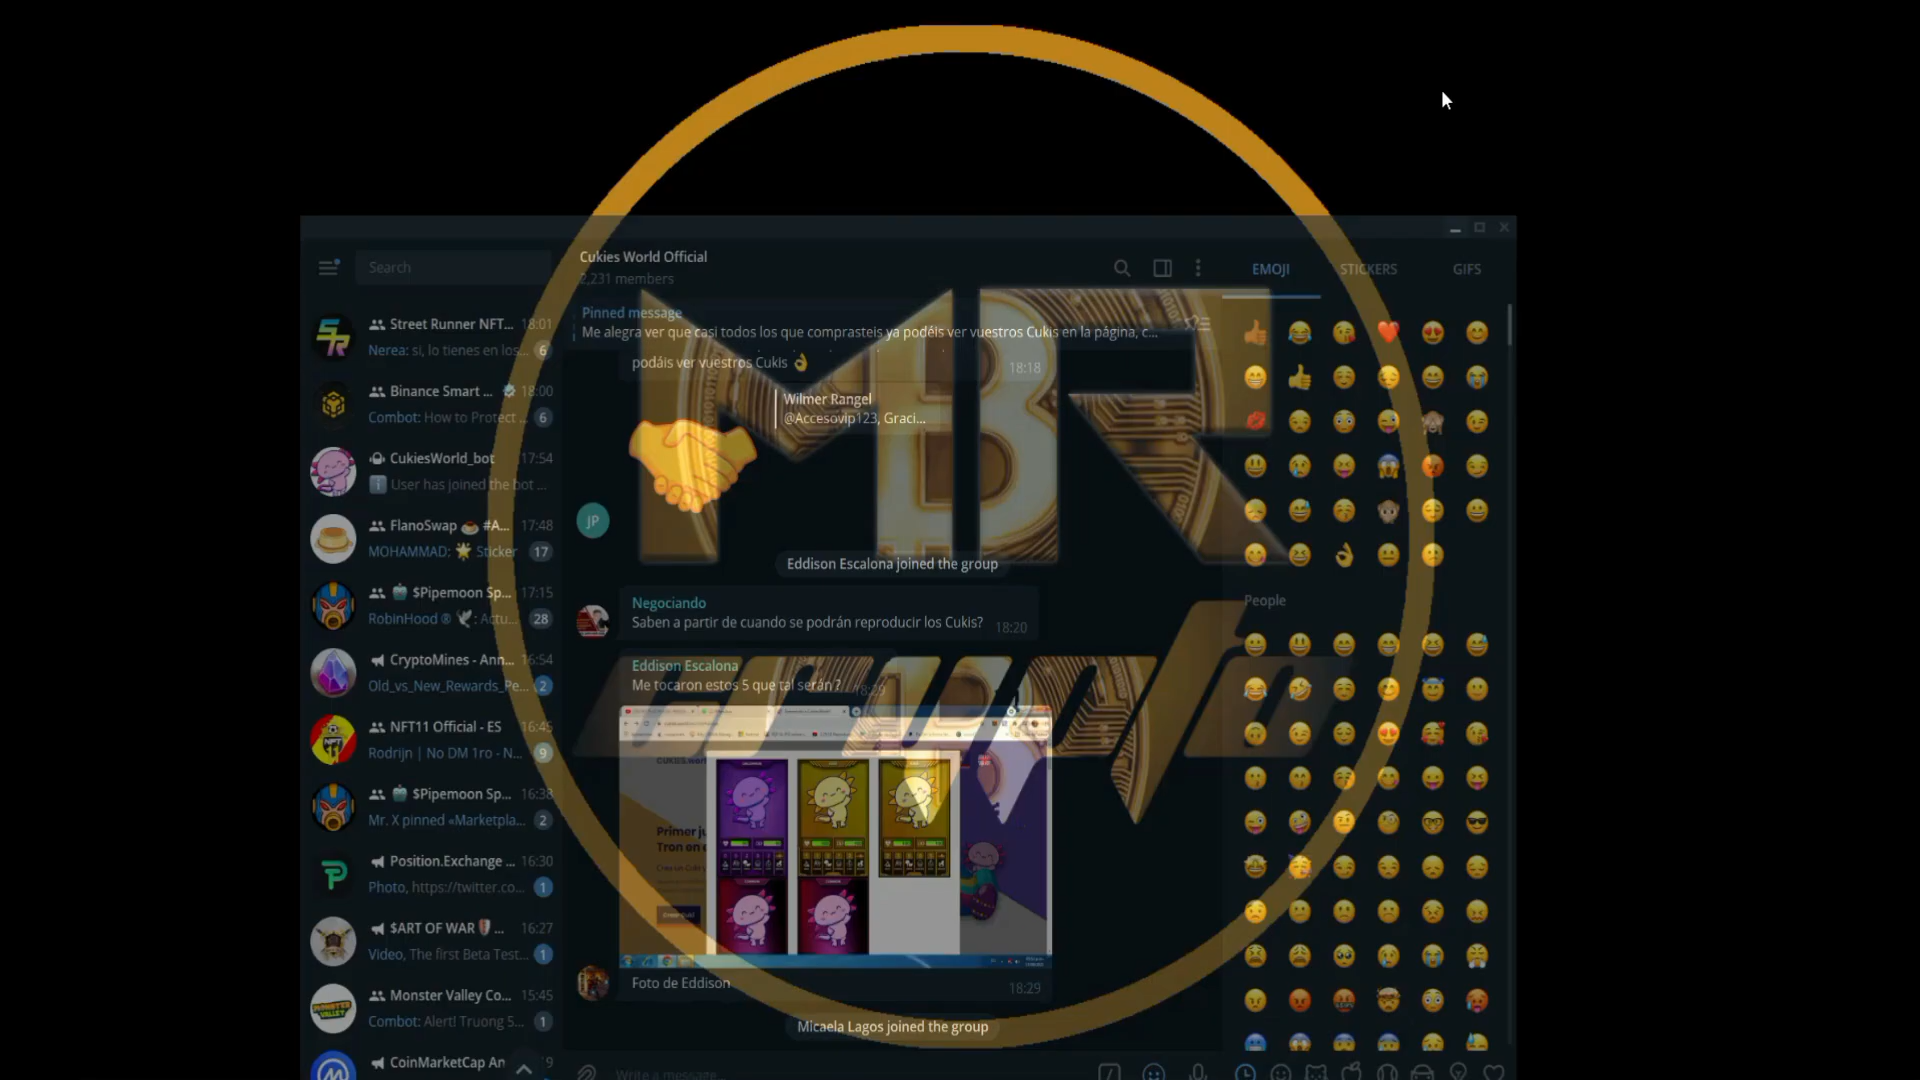 Search
Street Runner NFT... 18:01
Nerea: si, lo tienes en los... 6
Binance Smart ... 18:00
Combot: How to Protect ... 6
CukiesWorld_bot 17:54
User has joined the bot ...
FlanoSwap #A... 17:48
MOHAMMAD: Sticker 17
$Pipemoon Sp... 17:15
RobinHood ® : Actu... 28
CryptoMines - Ann... 16:54
Old_vs_New_Rewards_Pe... 2
NFT11 Official - ES 16:45
Rodrijn | No DM 1ro - N... 9
$Pipemoon Sp... 16:38
Mr. X pinned «Marketpla... 2
Position.Exchange ... 16:30
Photo, https://twitter.co... 1
$ART OF WAR ... 16:27
Video, The first Beta Test... 1
Monster Valley Co... 15:45
Combot: Alert! Truong 5... 1
CoinMarketCap An
Cukies World Official
2,231 members
Pinned message
Me alegra ver que casi todos los que comprasteis ya podéis ver vuestros Cukis en la página, c...
podáis ver vuestros Cukis 👌
18:18
Wilmer Rangel
@Accesovip123, Graci...
JP
Eddison Escalona joined the group
Negociando
Saben a partir de cuando se podrán reproducir los Cukis? 18:20
Eddison Escalona
Me tocaron estos 5 que tal serán ? 18:29
Primer ju
Tron on e
Foto de Eddison
18:29
Micaela Lagos joined the group
Write a message...
EMOJI STICKERS GIFS
People
MBR
crypto